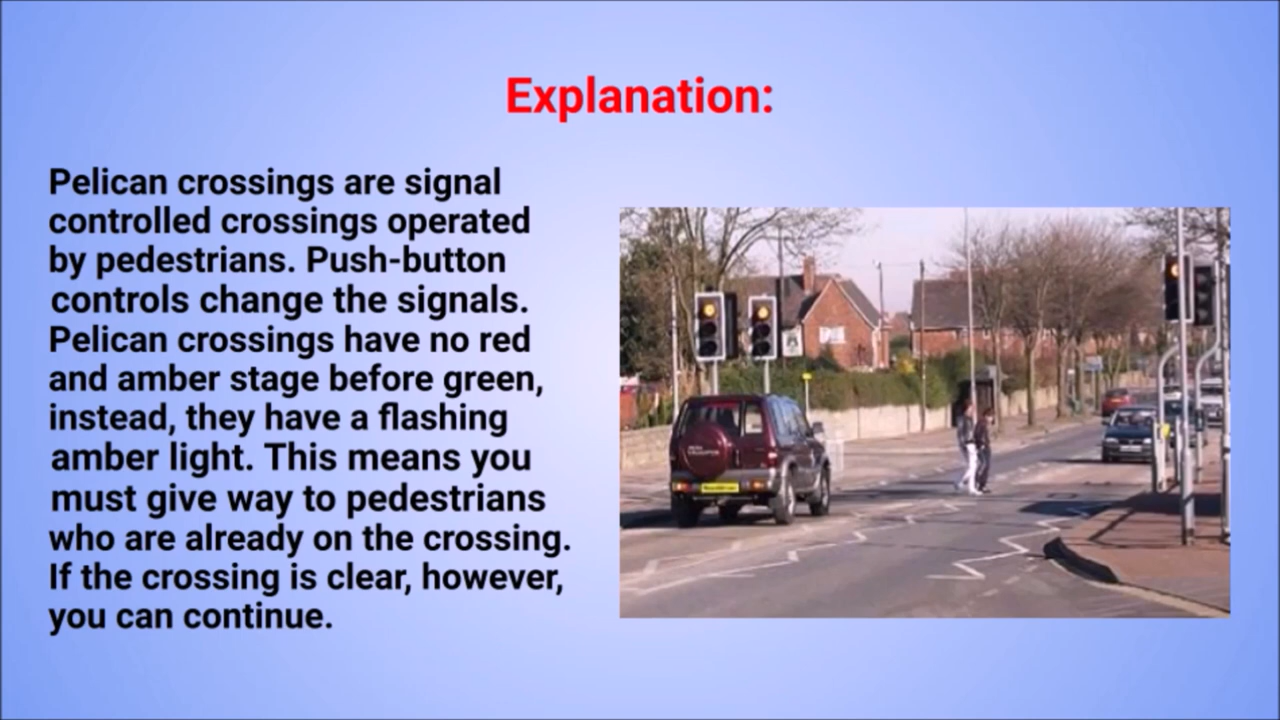 Explanation:
Pelican crossings are signal
controlled crossings operated
by pedestrians. Push-button
controls change the signals.
Pelican crossings have no red
and amber stage before green,
instead, they have a flashing
amber light. This means you
must give way to pedestrians
who are already on the crossing.
If the crossing is clear, however,
you can continue.